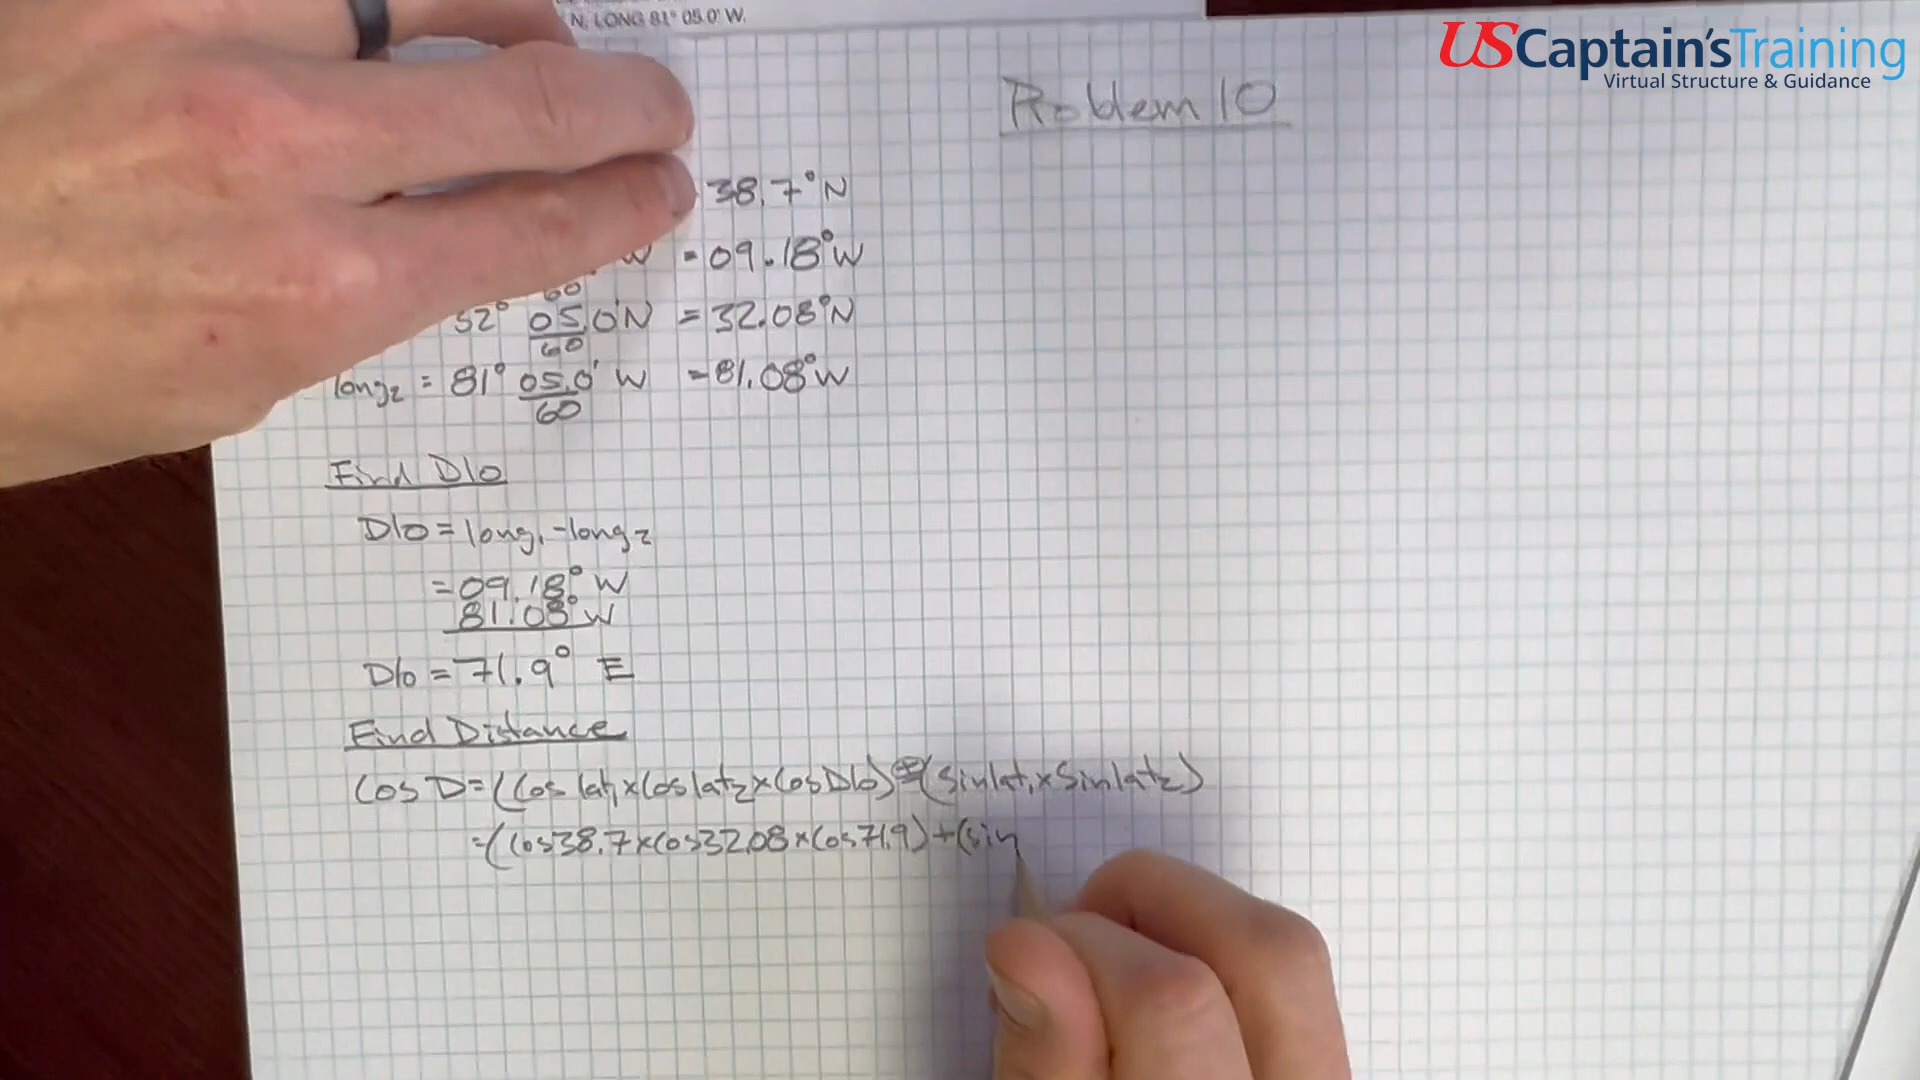 N, LONG 81° 05.0' W.
USCaptain'sTraining
Virtual Structure & Guidance
Problem 10
38.7°N
W = 09.18°W
60
32° 05.0'N = 32.08°N
60
long₂ = 81° 05.0' W = 81.08°W
60
Find Dlo
Dlo = long₁ - long₂
= 09.18° W
81.08° W
Dlo = 71.9° E
Find Distance
Cos D = (Cos lat₁ x Cos lat₂ x Cos Dlo) ± (Sin lat₁ x Sin lat₂)
= (Cos 38.7 x Cos 32.08 x Cos 71.9) + (sin